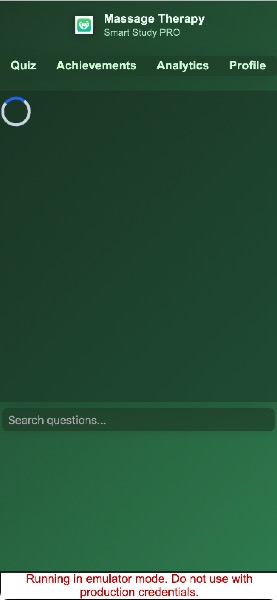 Massage Therapy
Smart Study PRO
Quiz Achievements Analytics Profile
Search questions...
Running in emulator mode. Do not use with
production credentials.